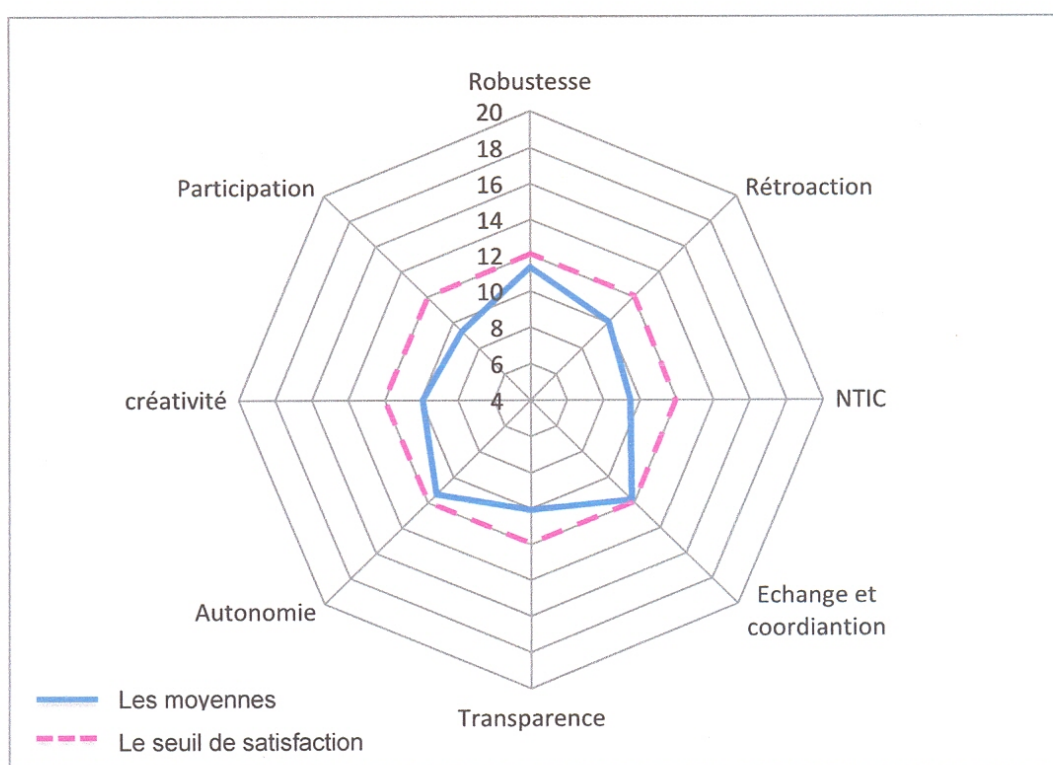 Robustesse
20
18
16
14
12
10
8
6
4
Participation
Rétroaction
créativité
NTIC
Autonomie
Echange et
coordiantion
Transparence
Les moyennes
Le seuil de satisfaction